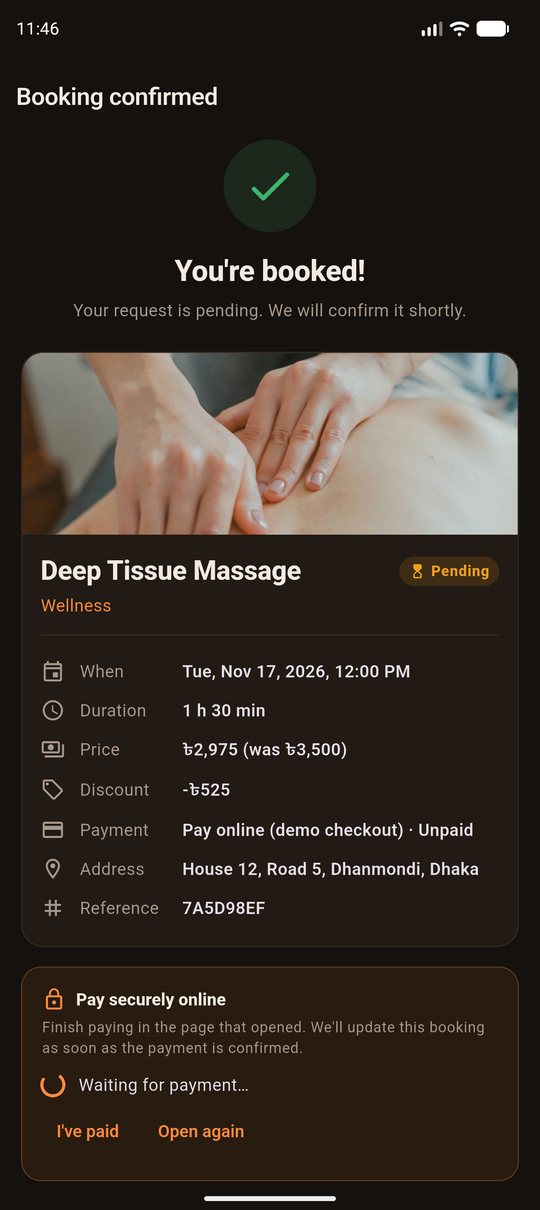 11:46
Booking confirmed
You're booked!
Your request is pending. We will confirm it shortly.
Deep Tissue Massage
Pending
Wellness
When Tue, Nov 17, 2026, 12:00 PM
Duration 1 h 30 min
Price ৳2,975 (was ৳3,500)
Discount -৳525
Payment Pay online (demo checkout) · Unpaid
Address House 12, Road 5, Dhanmondi, Dhaka
Reference 7A5D98EF
Pay securely online
Finish paying in the page that opened. We'll update this booking
as soon as the payment is confirmed.
Waiting for payment…
I've paid Open again